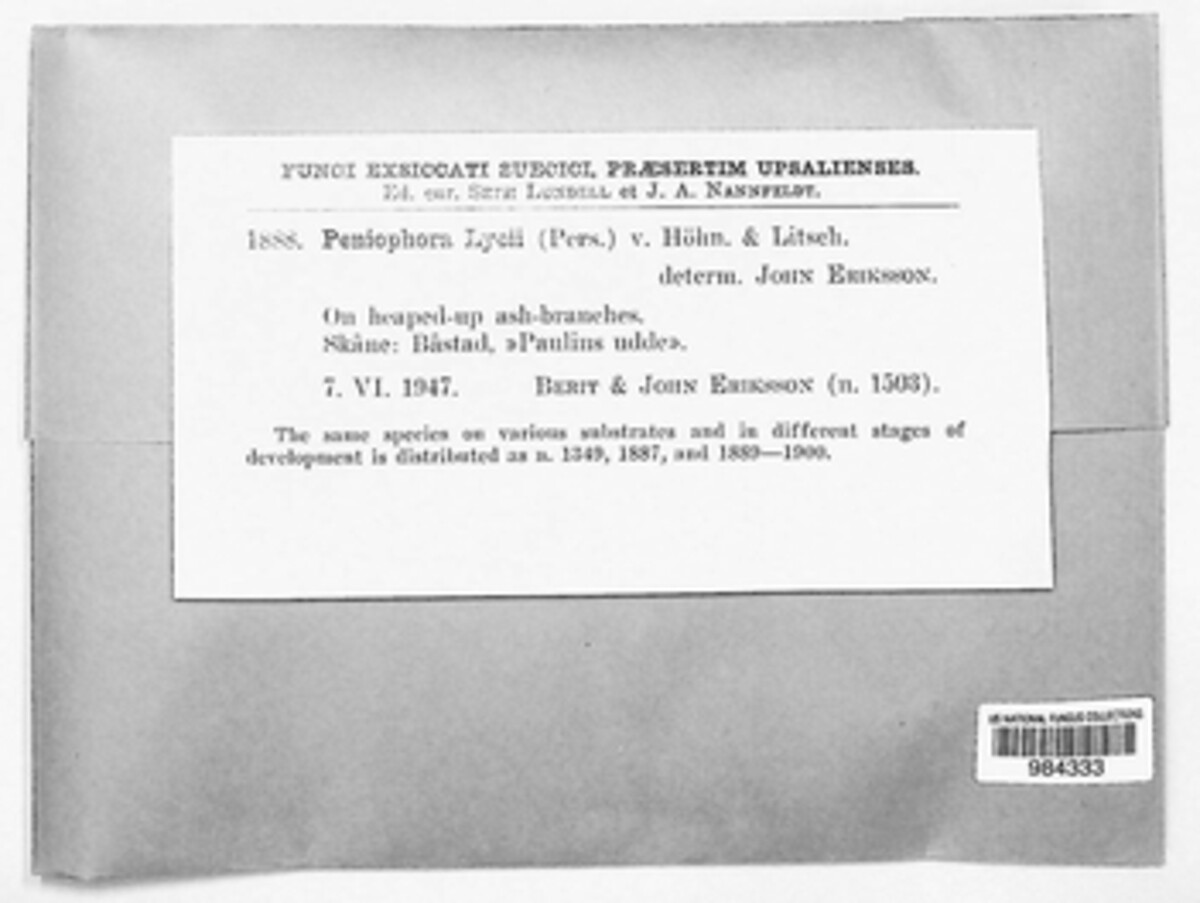 FUNGI EXSICCATI SUECICI, PRÆSERTIM UPSALIENSES.
Ed. cur. SETH LUNDELL et J. A. NANNFELDT.
1888. Peniophora Lycii (Pers.) v. Höhn. & Litsch.
determ. JOHN ERIKSSON.
On heaped-up ash-branches.
Skåne: Båstad, »Paulins udde».
7. VI. 1947. BERIT & JOHN ERIKSSON (n. 1503).
The same species on various substrates and in different stages of
development is distributed as n. 1349, 1887, and 1889—1900.
US NATIONAL FUNGUS COLLECTIONS
984333